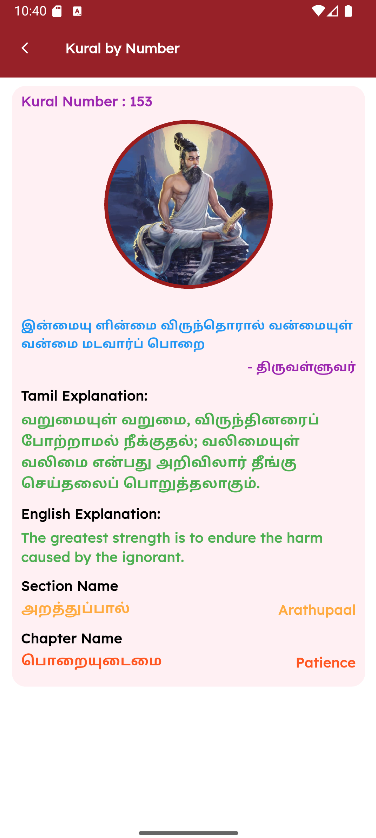 10:40
Kural by Number
Kural Number : 153
இன்மையு ளின்மை விருந்தொரால் வன்மையுள்
வன்மை மடவார்ப் பொறை
- திருவள்ளுவர்
Tamil Explanation:
வறுமையுள் வறுமை, விருந்தினரைப்
போற்றாமல் நீக்குதல்; வலிமையுள்
வலிமை என்பது அறிவிலார் தீங்கு
செய்தலைப் பொறுத்தலாகும்.
English Explanation:
The greatest strength is to endure the harm
caused by the ignorant.
Section Name
அறத்துப்பால் Arathupaal
Chapter Name
பொறையுடைமை Patience